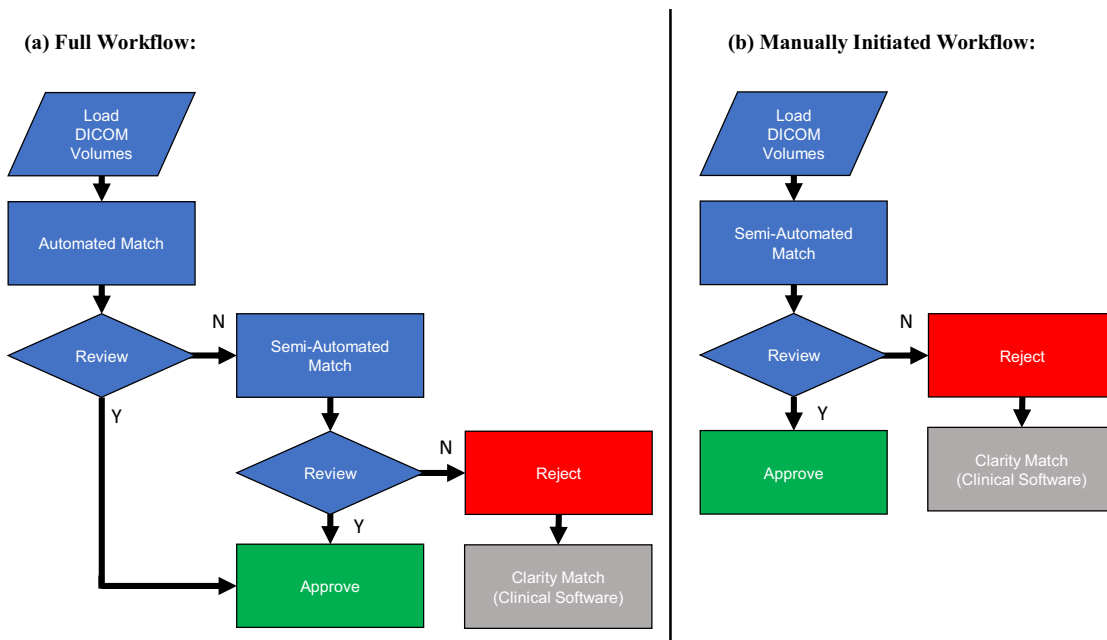 (a) Full Workflow:
Load
DICOM
Volumes
Automated Match
Review
N
Y
Semi-Automated
Match
Review
N
Y
Reject
Approve
Clarity Match
(Clinical Software)
(b) Manually Initiated Workflow:
Load
DICOM
Volumes
Semi-Automated
Match
Review
N
Y
Reject
Approve
Clarity Match
(Clinical Software)